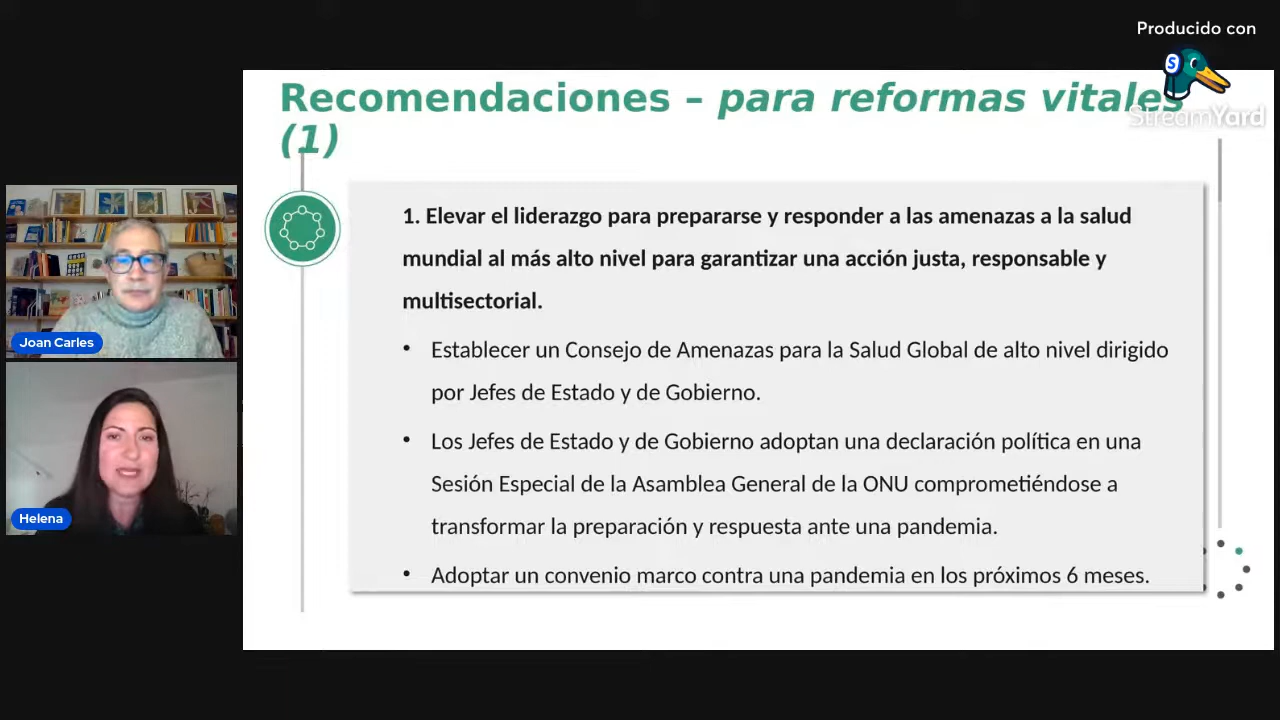 Producido con
StreamYard
Recomendaciones – para reformas vitales
(1)
1. Elevar el liderazgo para prepararse y responder a las amenazas a la salud
mundial al más alto nivel para garantizar una acción justa, responsable y
multisectorial.
• Establecer un Consejo de Amenazas para la Salud Global de alto nivel dirigido
por Jefes de Estado y de Gobierno.
• Los Jefes de Estado y de Gobierno adoptan una declaración política en una
Sesión Especial de la Asamblea General de la ONU comprometiéndose a
transformar la preparación y respuesta ante una pandemia.
• Adoptar un convenio marco contra una pandemia en los próximos 6 meses.
Joan Carles
Helena